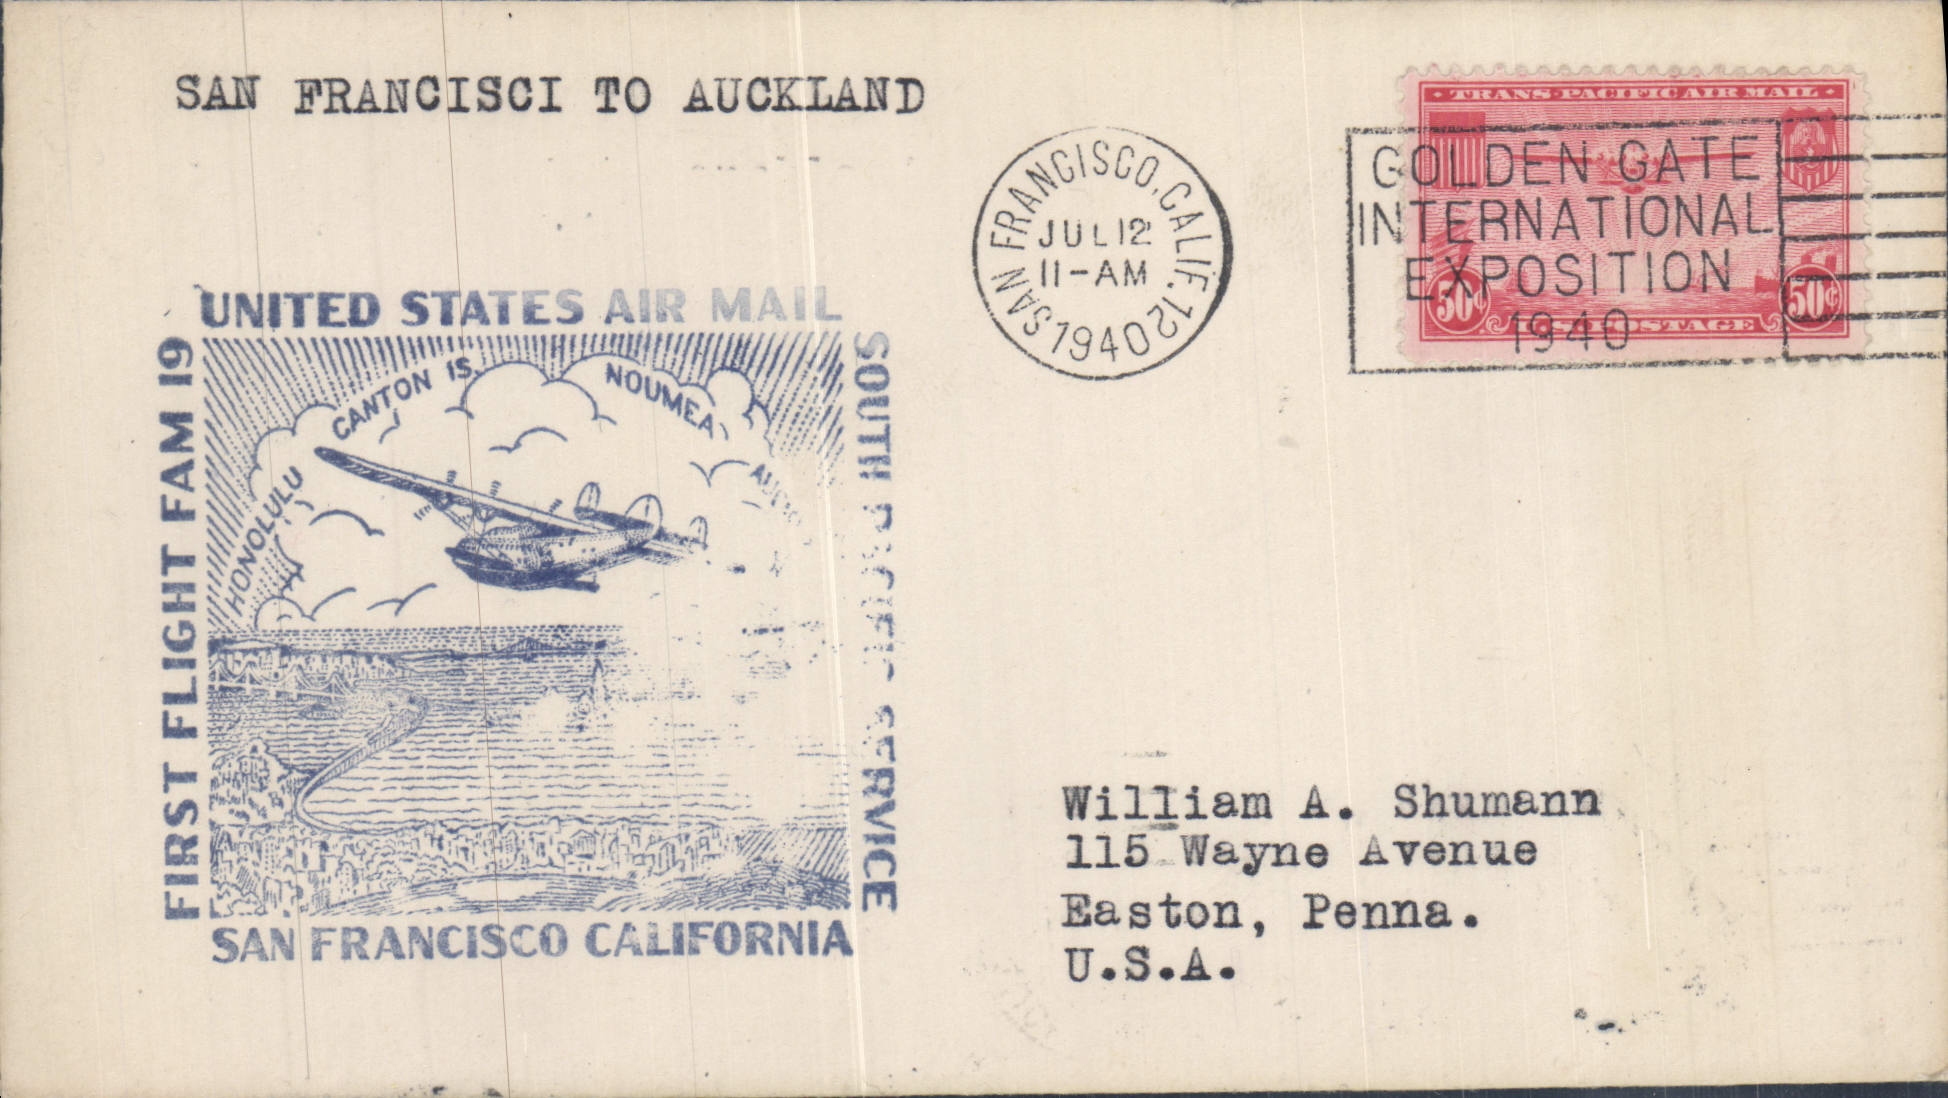 SAN FRANCISCI TO AUCKLAND
TRANS-PACIFIC AIR MAIL
50¢ 50¢
U.S. POSTAGE
SAN FRANCISCO, CALIF. 12
JUL 12
11-AM
1940
GOLDEN GATE
INTERNATIONAL
EXPOSITION
1940
UNITED STATES AIR MAIL
FIRST FLIGHT FAM 19
SOUTH PACIFIC SERVICE
HONOLULU
CANTON IS.
NOUMEA
SAN FRANCISCO CALIFORNIA
William A. Shumann
115 Wayne Avenue
Easton, Penna.
U.S.A.